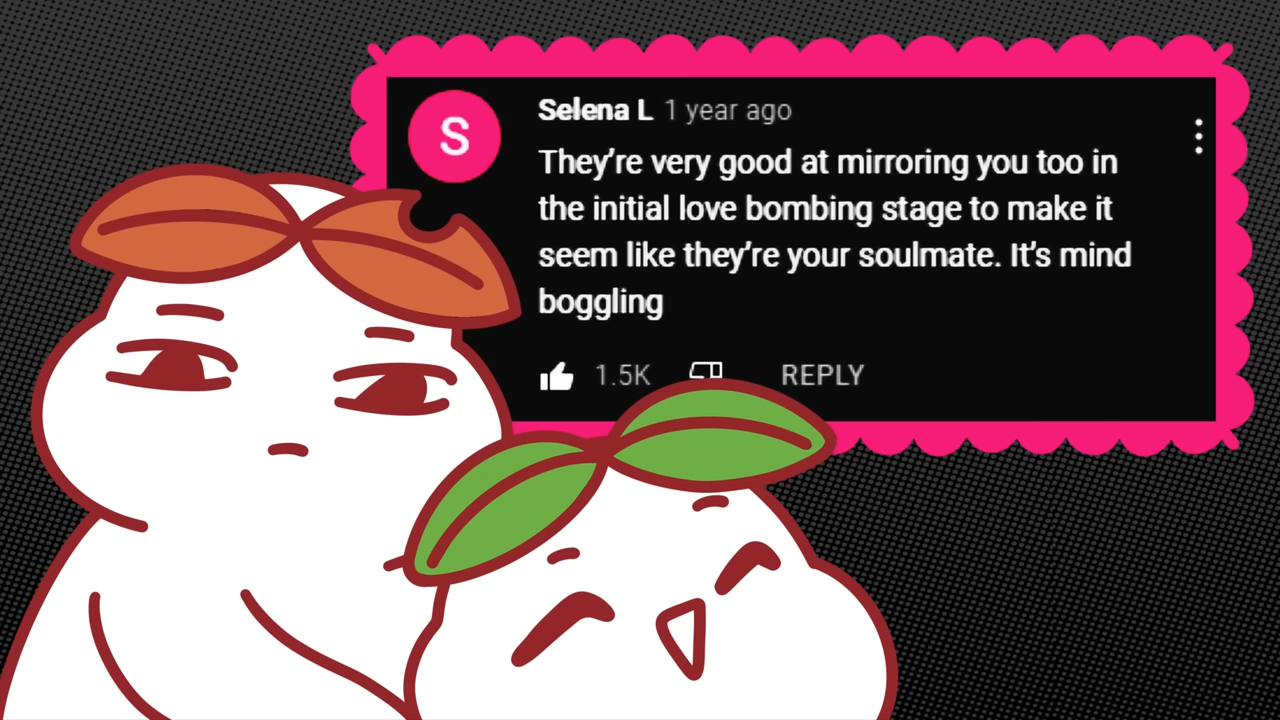 S
Selena L 1 year ago
They're very good at mirroring you too in
the initial love bombing stage to make it
seem like they're your soulmate. It's mind
boggling
1.5K REPLY